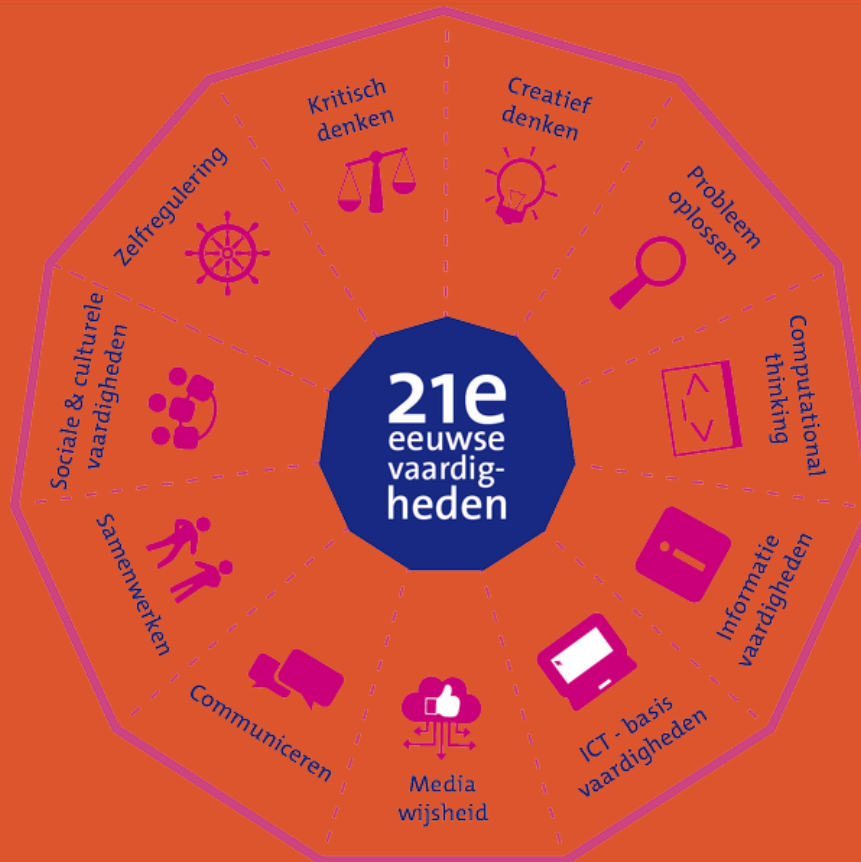 21e
eeuwse
vaardig-
heden
Creatief
denken
Probleem
oplossen
Computational
thinking
Informatie
vaardigheden
ICT - basis
vaardigheden
Media
wijsheid
Communiceren
Samenwerken
Sociale & culturele
vaardigheden
Zelfregulering
Kritisch
denken